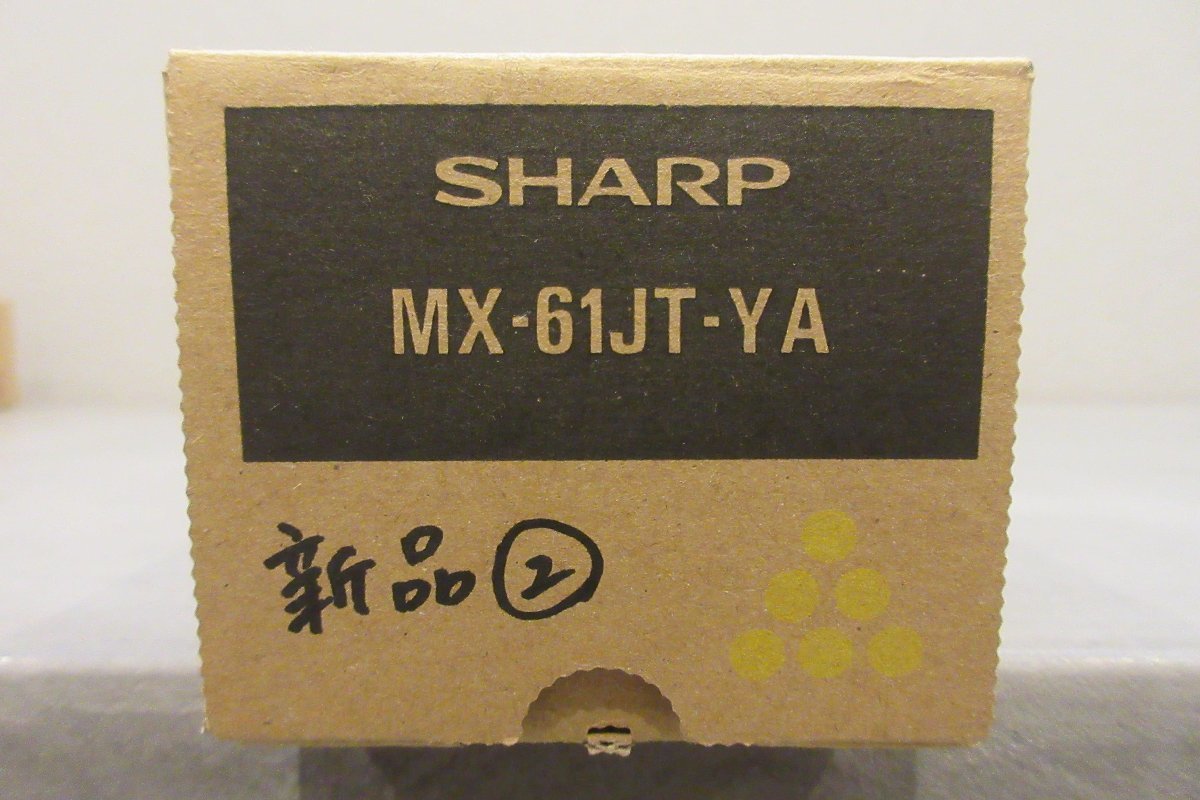 SHARP
MX-61JT-YA
新品②